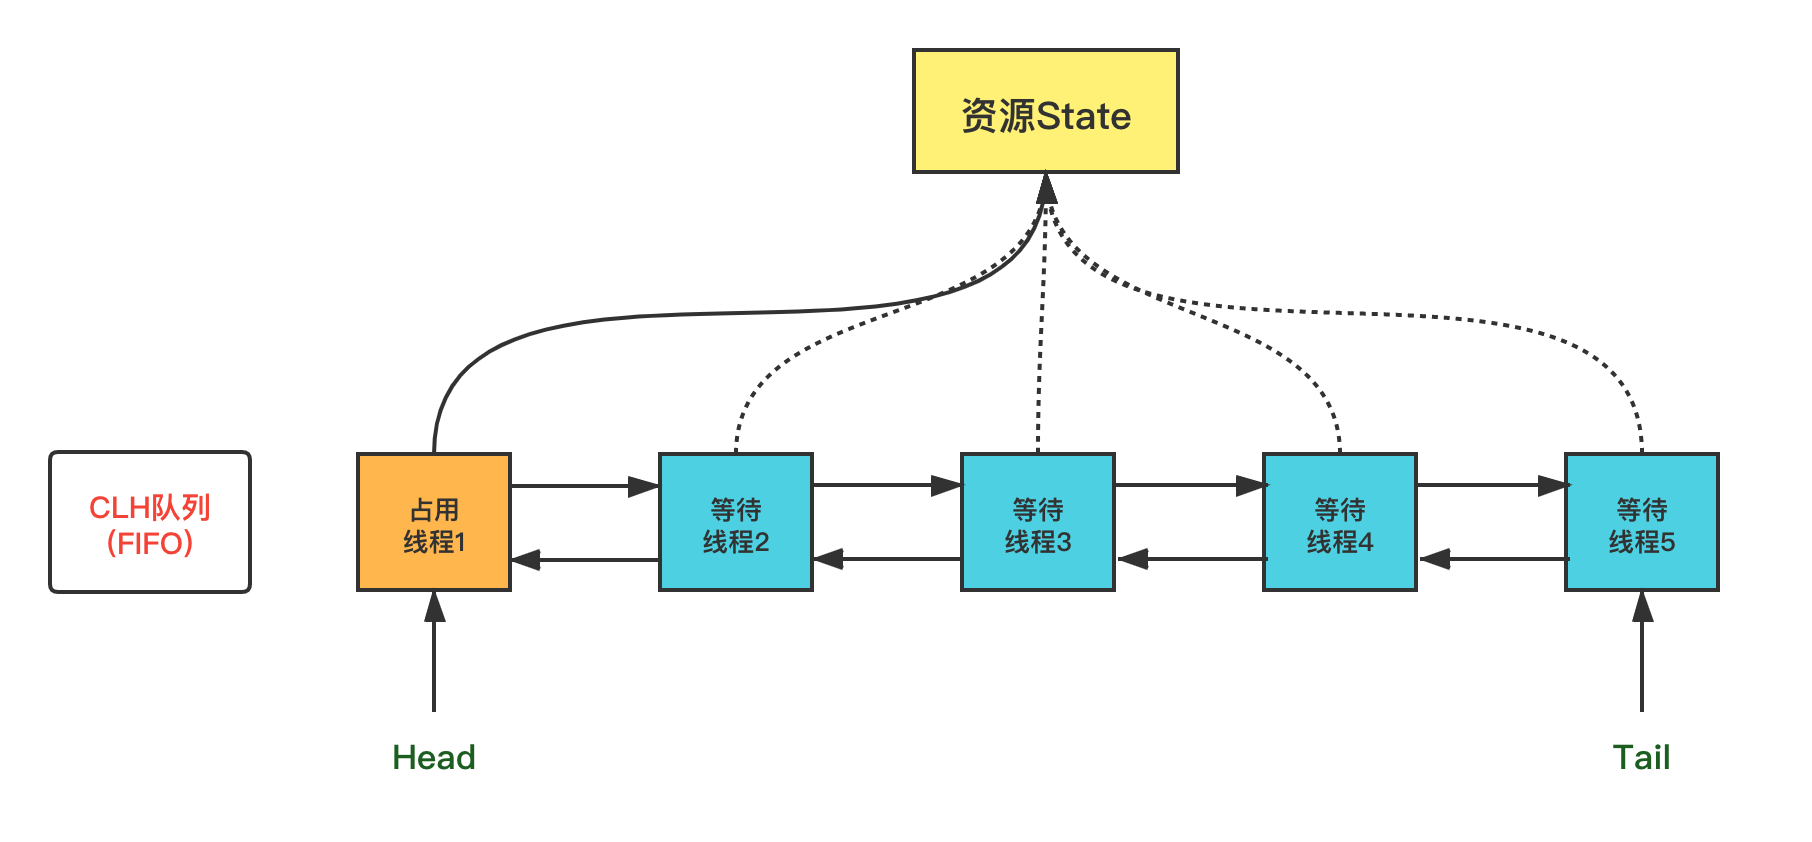 资源State
CLH队列
(FIFO)
占用
线程1
等待
线程2
等待
线程3
等待
线程4
等待
线程5
Head
Tail